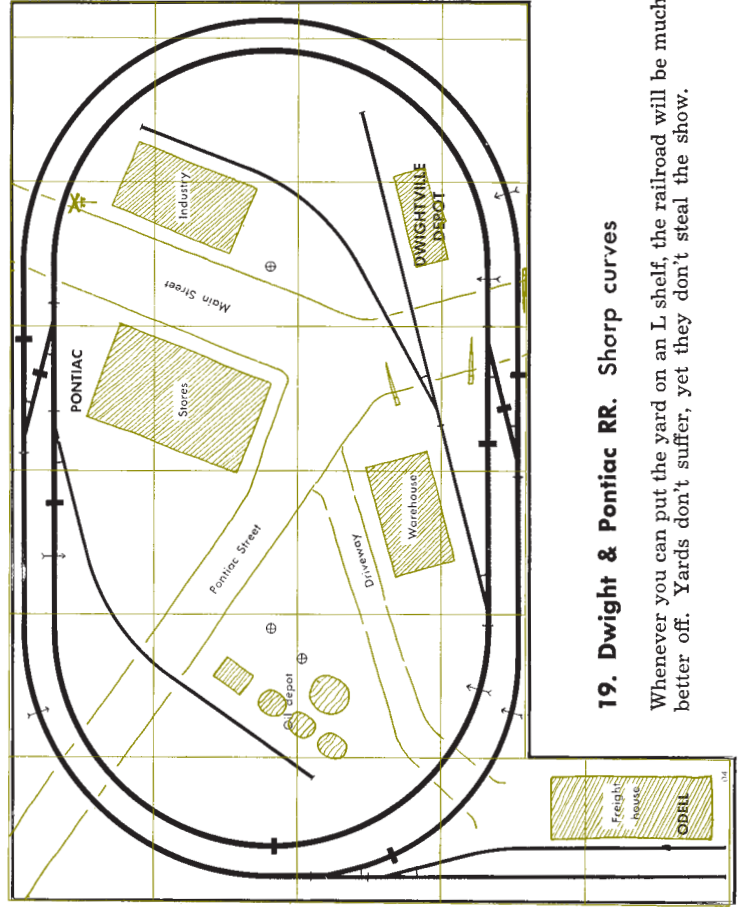 PONTIAC
Industry
Stores
Main Street
Pontiac Street
Oil depot
Driveway
Warehouse
DWIGHTVILLE
DEPOT
Freight
house
ODELL
19. Dwight & Pontiac RR. Sharp curves
Whenever you can put the yard on an L shelf, the railroad will be much
better off. Yards don't suffer, yet they don't steal the show.